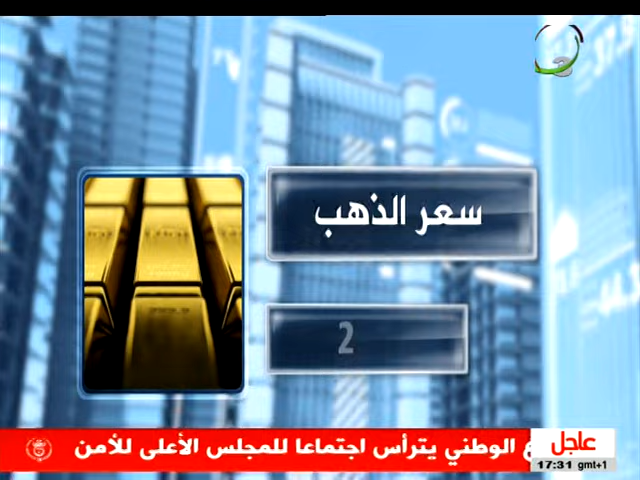 سعر الذهب
2
عاجل
الوطني يترأس اجتماعا للمجلس الأعلى للأمن
17:31 gmt+1